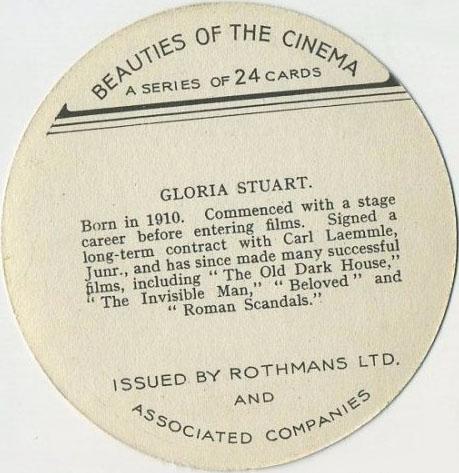 BEAUTIES OF THE CINEMA
A SERIES OF 24 CARDS
GLORIA STUART.
Born in 1910. Commenced with a stage
career before entering films. Signed a
long-term contract with Carl Laemmle,
Junr., and has since made many successful
films, including "The Old Dark House,"
"The Invisible Man," "Beloved" and
"Roman Scandals."
ISSUED BY ROTHMANS LTD.
AND
ASSOCIATED COMPANIES